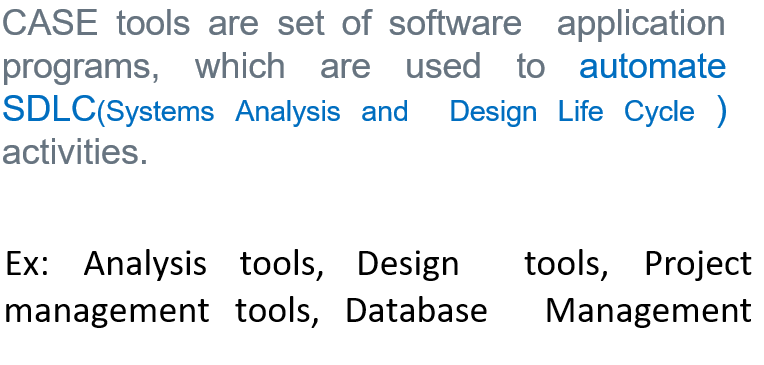 CASE tools are set of software application
programs, which are used to automate
SDLC(Systems Analysis and Design Life Cycle )
activities.
Ex: Analysis tools, Design tools, Project
management tools, Database Management